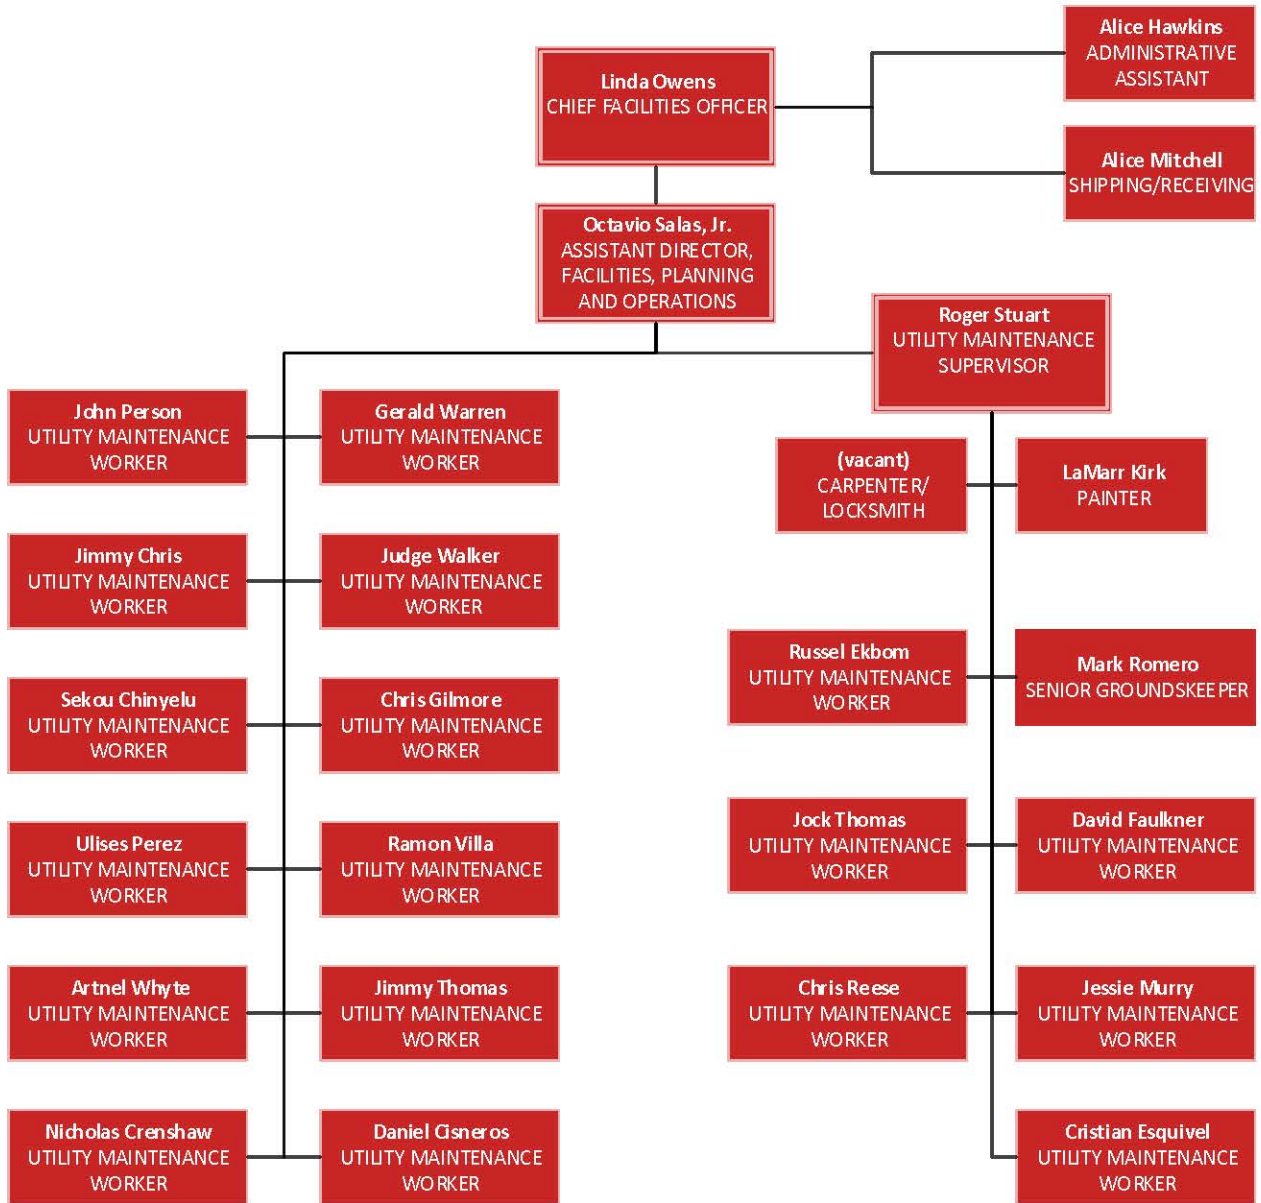 Alice Hawkins
ADMINISTRATIVE
ASSISTANT
Linda Owens
CHIEF FACILITIES OFFICER
Alice Mitchell
SHIPPING/RECEIVING
Octavio Salas, Jr.
ASSISTANT DIRECTOR,
FACILITIES, PLANNING
AND OPERATIONS
Roger Stuart
UTILITY MAINTENANCE
SUPERVISOR
John Person
UTILITY MAINTENANCE
WORKER
Gerald Warren
UTILITY MAINTENANCE
WORKER
(vacant)
CARPENTER/
LOCKSMITH
LaMarr Kirk
PAINTER
Jimmy Chris
UTILITY MAINTENANCE
WORKER
Judge Walker
UTILITY MAINTENANCE
WORKER
Russel Ekbom
UTILITY MAINTENANCE
WORKER
Mark Romero
SENIOR GROUNDSKEEPER
Sekou Chinyelu
UTILITY MAINTENANCE
WORKER
Chris Gilmore
UTILITY MAINTENANCE
WORKER
Jock Thomas
UTILITY MAINTENANCE
WORKER
David Faulkner
UTILITY MAINTENANCE
WORKER
Ulises Perez
UTILITY MAINTENANCE
WORKER
Ramon Villa
UTILITY MAINTENANCE
WORKER
Artnel Whyte
UTILITY MAINTENANCE
WORKER
Jimmy Thomas
UTILITY MAINTENANCE
WORKER
Chris Reese
UTILITY MAINTENANCE
WORKER
Jessie Murry
UTILITY MAINTENANCE
WORKER
Nicholas Crenshaw
UTILITY MAINTENANCE
WORKER
Daniel Cisneros
UTILITY MAINTENANCE
WORKER
Cristian Esquivel
UTILITY MAINTENANCE
WORKER